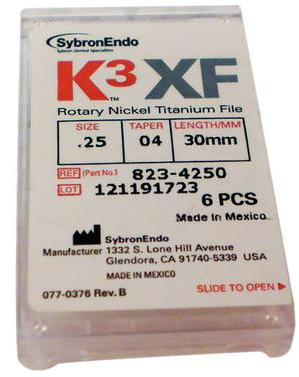 SybronEndo
Sybron Dental Specialties
K3 XF
TM
Rotary Nickel Titanium File
SIZE TAPER LENGTH/MM
.25 04 30mm
REF (Part No.) 823-4250
LOT 121191723
6 PCS
Made in Mexico
SybronEndo
Manufacturer 1332 S. Lone Hill Avenue
Glendora, CA 91740-5339 USA
MADE IN MEXICO
077-0376 Rev. B
SLIDE TO OPEN